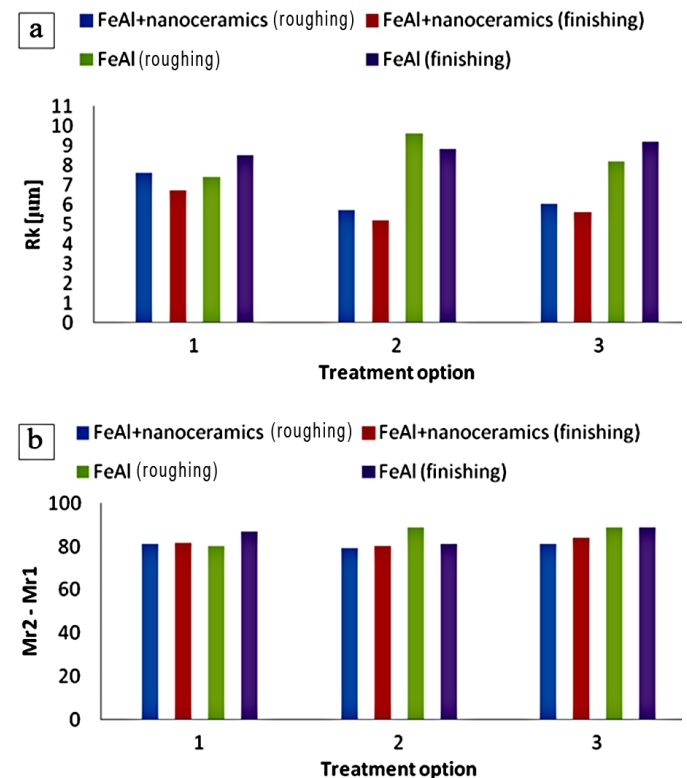 a
FeAl+nanoceramics (roughing) FeAl+nanoceramics (finishing)
FeAl (roughing) FeAl (finishing)
11
10
9
8
7
6
5
4
3
2
1
0
Rk [µm]
1 2 3
Treatment option
b
FeAl+nanoceramics (roughing) FeAl+nanoceramics (finishing)
FeAl (roughing) FeAl (finishing)
100
80
60
40
20
0
Mr2 - Mr1
1 2 3
Treatment option